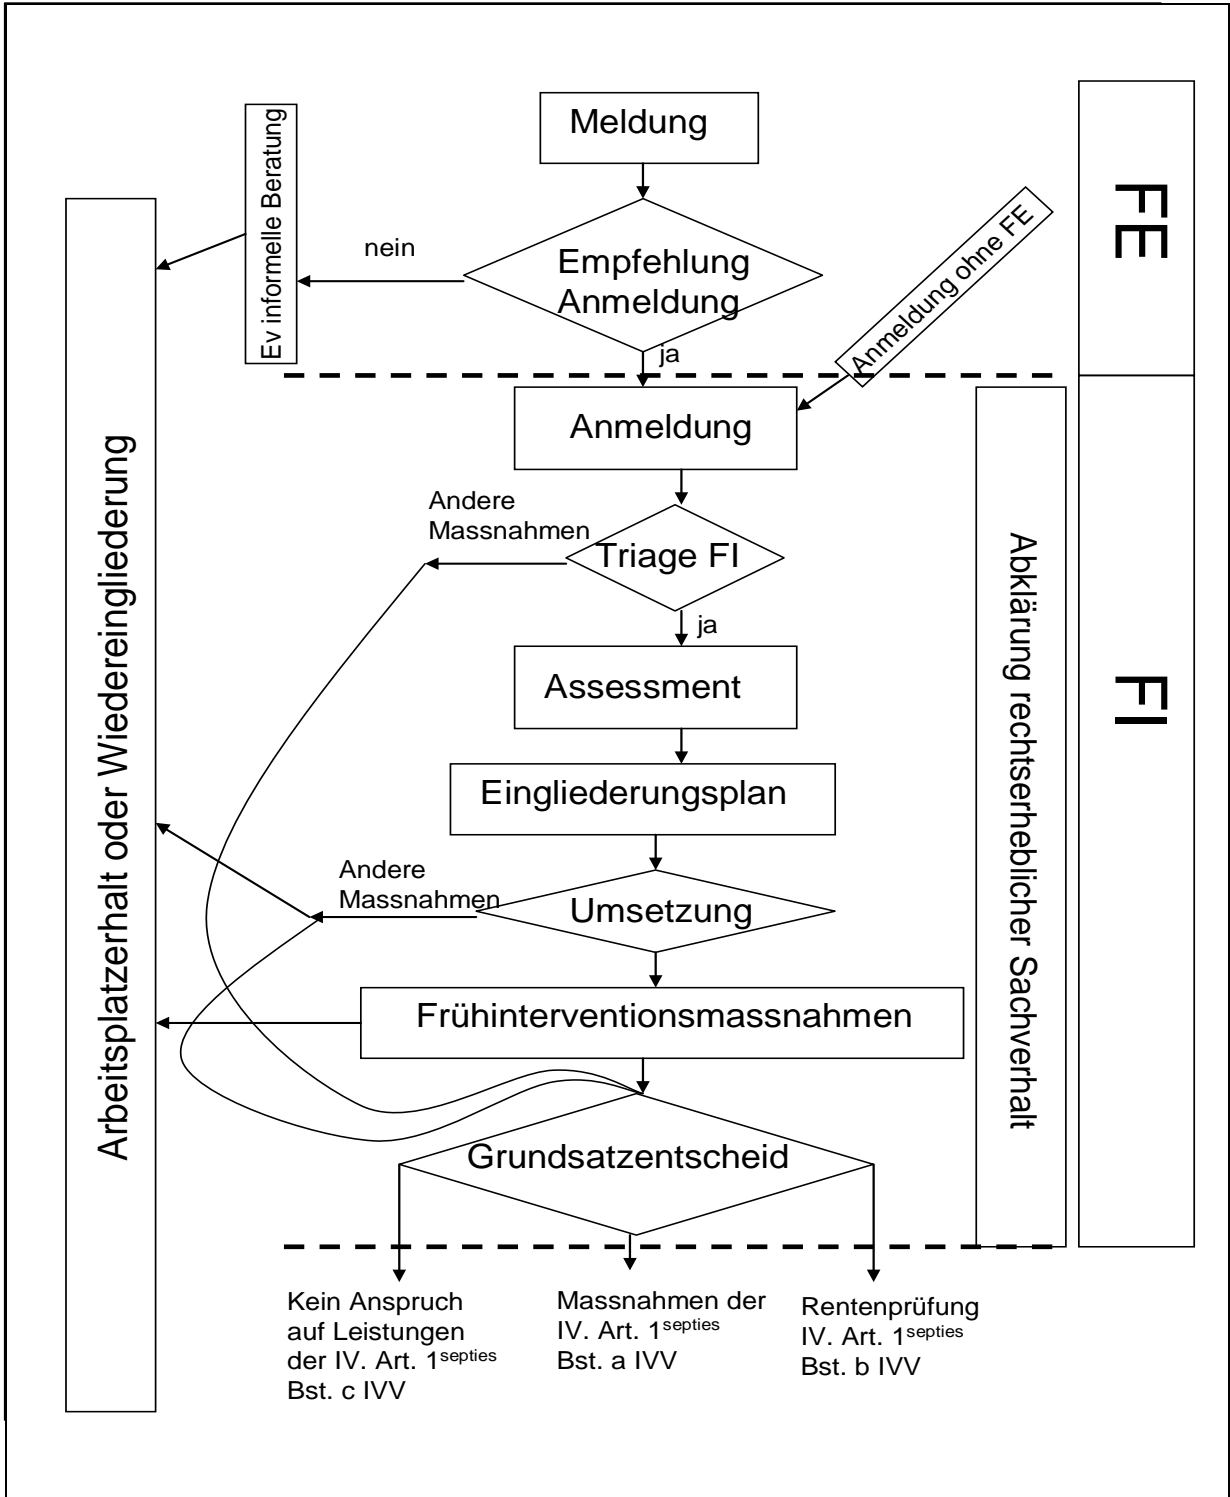 Meldung
FE
Ev informelle Beratung
nein
Empfehlung
Anmeldung
ja
Anmeldung ohne FE
Anmeldung
Andere
Massnahmen
Triage FI
ja
Assessment
Eingliederungsplan
Andere
Massnahmen
Umsetzung
Frühinterventionsmassnahmen
Grundsatzentscheid
Arbeitsplatzerhalt oder Wiedereingliederung
Abklärung rechtserheblicher Sachverhalt
FI
Kein Anspruch
auf Leistungen
der IV. Art. 1septies
Bst. c IVV
Massnahmen der
IV. Art. 1septies
Bst. a IVV
Rentenprüfung
IV. Art. 1septies
Bst. b IVV